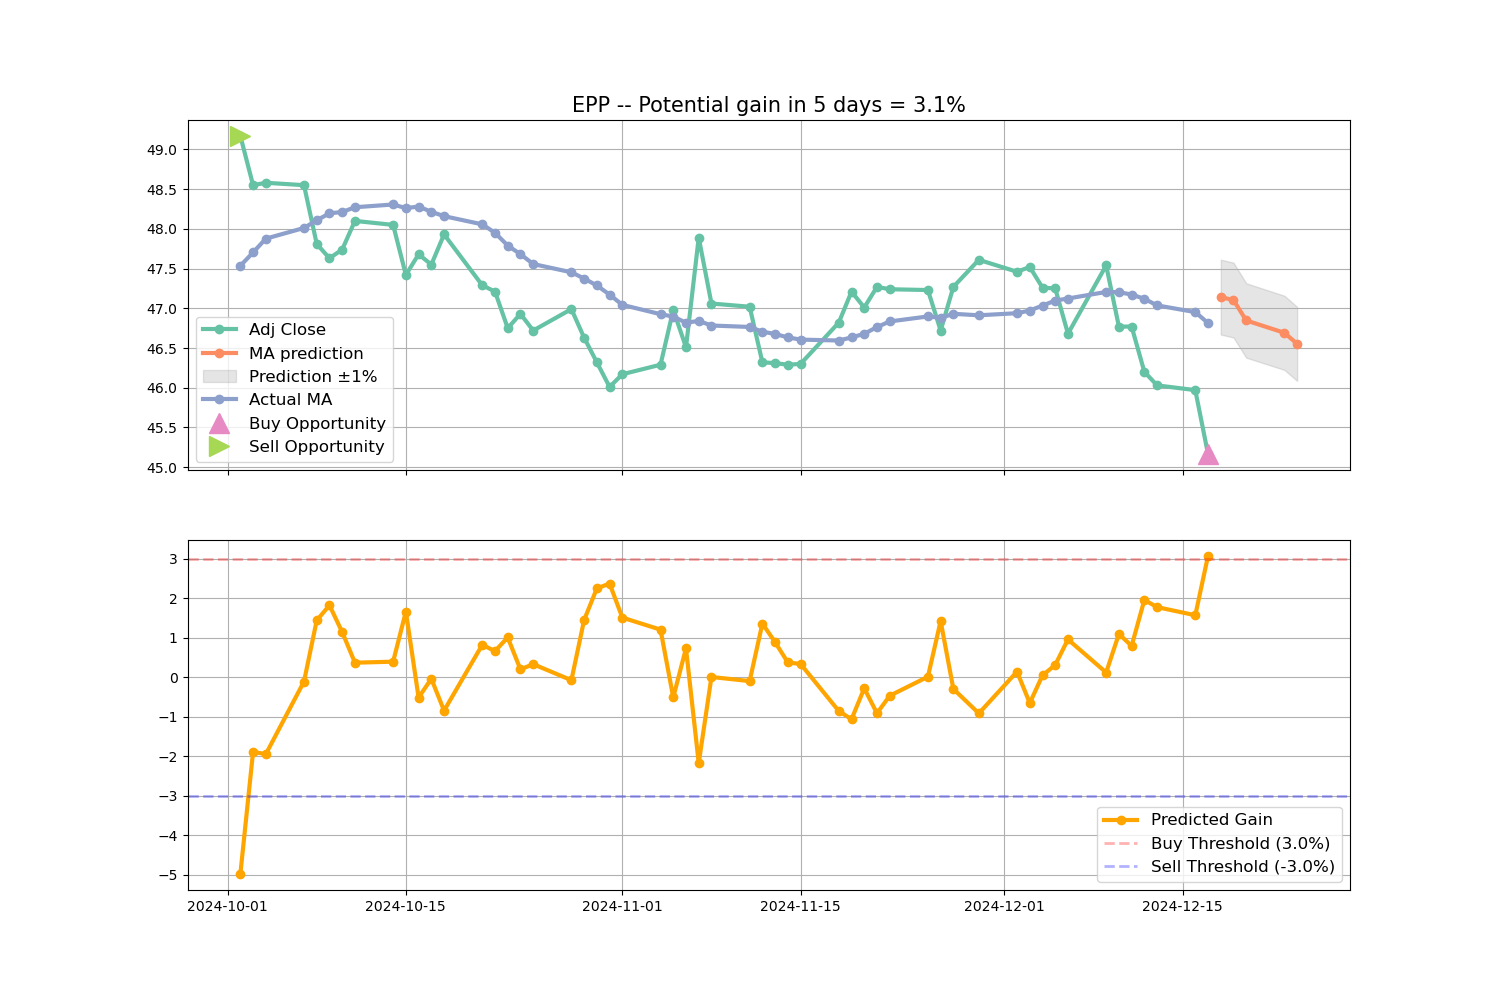 EPP -- Potential gain in 5 days = 3.1%
49.0
48.5
48.0
47.5
47.0
46.5
46.0
45.5
45.0
Adj Close
MA prediction
Prediction ±1%
Actual MA
Buy Opportunity
Sell Opportunity
3
2
1
0
−1
−2
−3
−4
−5
Predicted Gain
Buy Threshold (3.0%)
Sell Threshold (-3.0%)
2024-10-01
2024-10-15
2024-11-01
2024-11-15
2024-12-01
2024-12-15